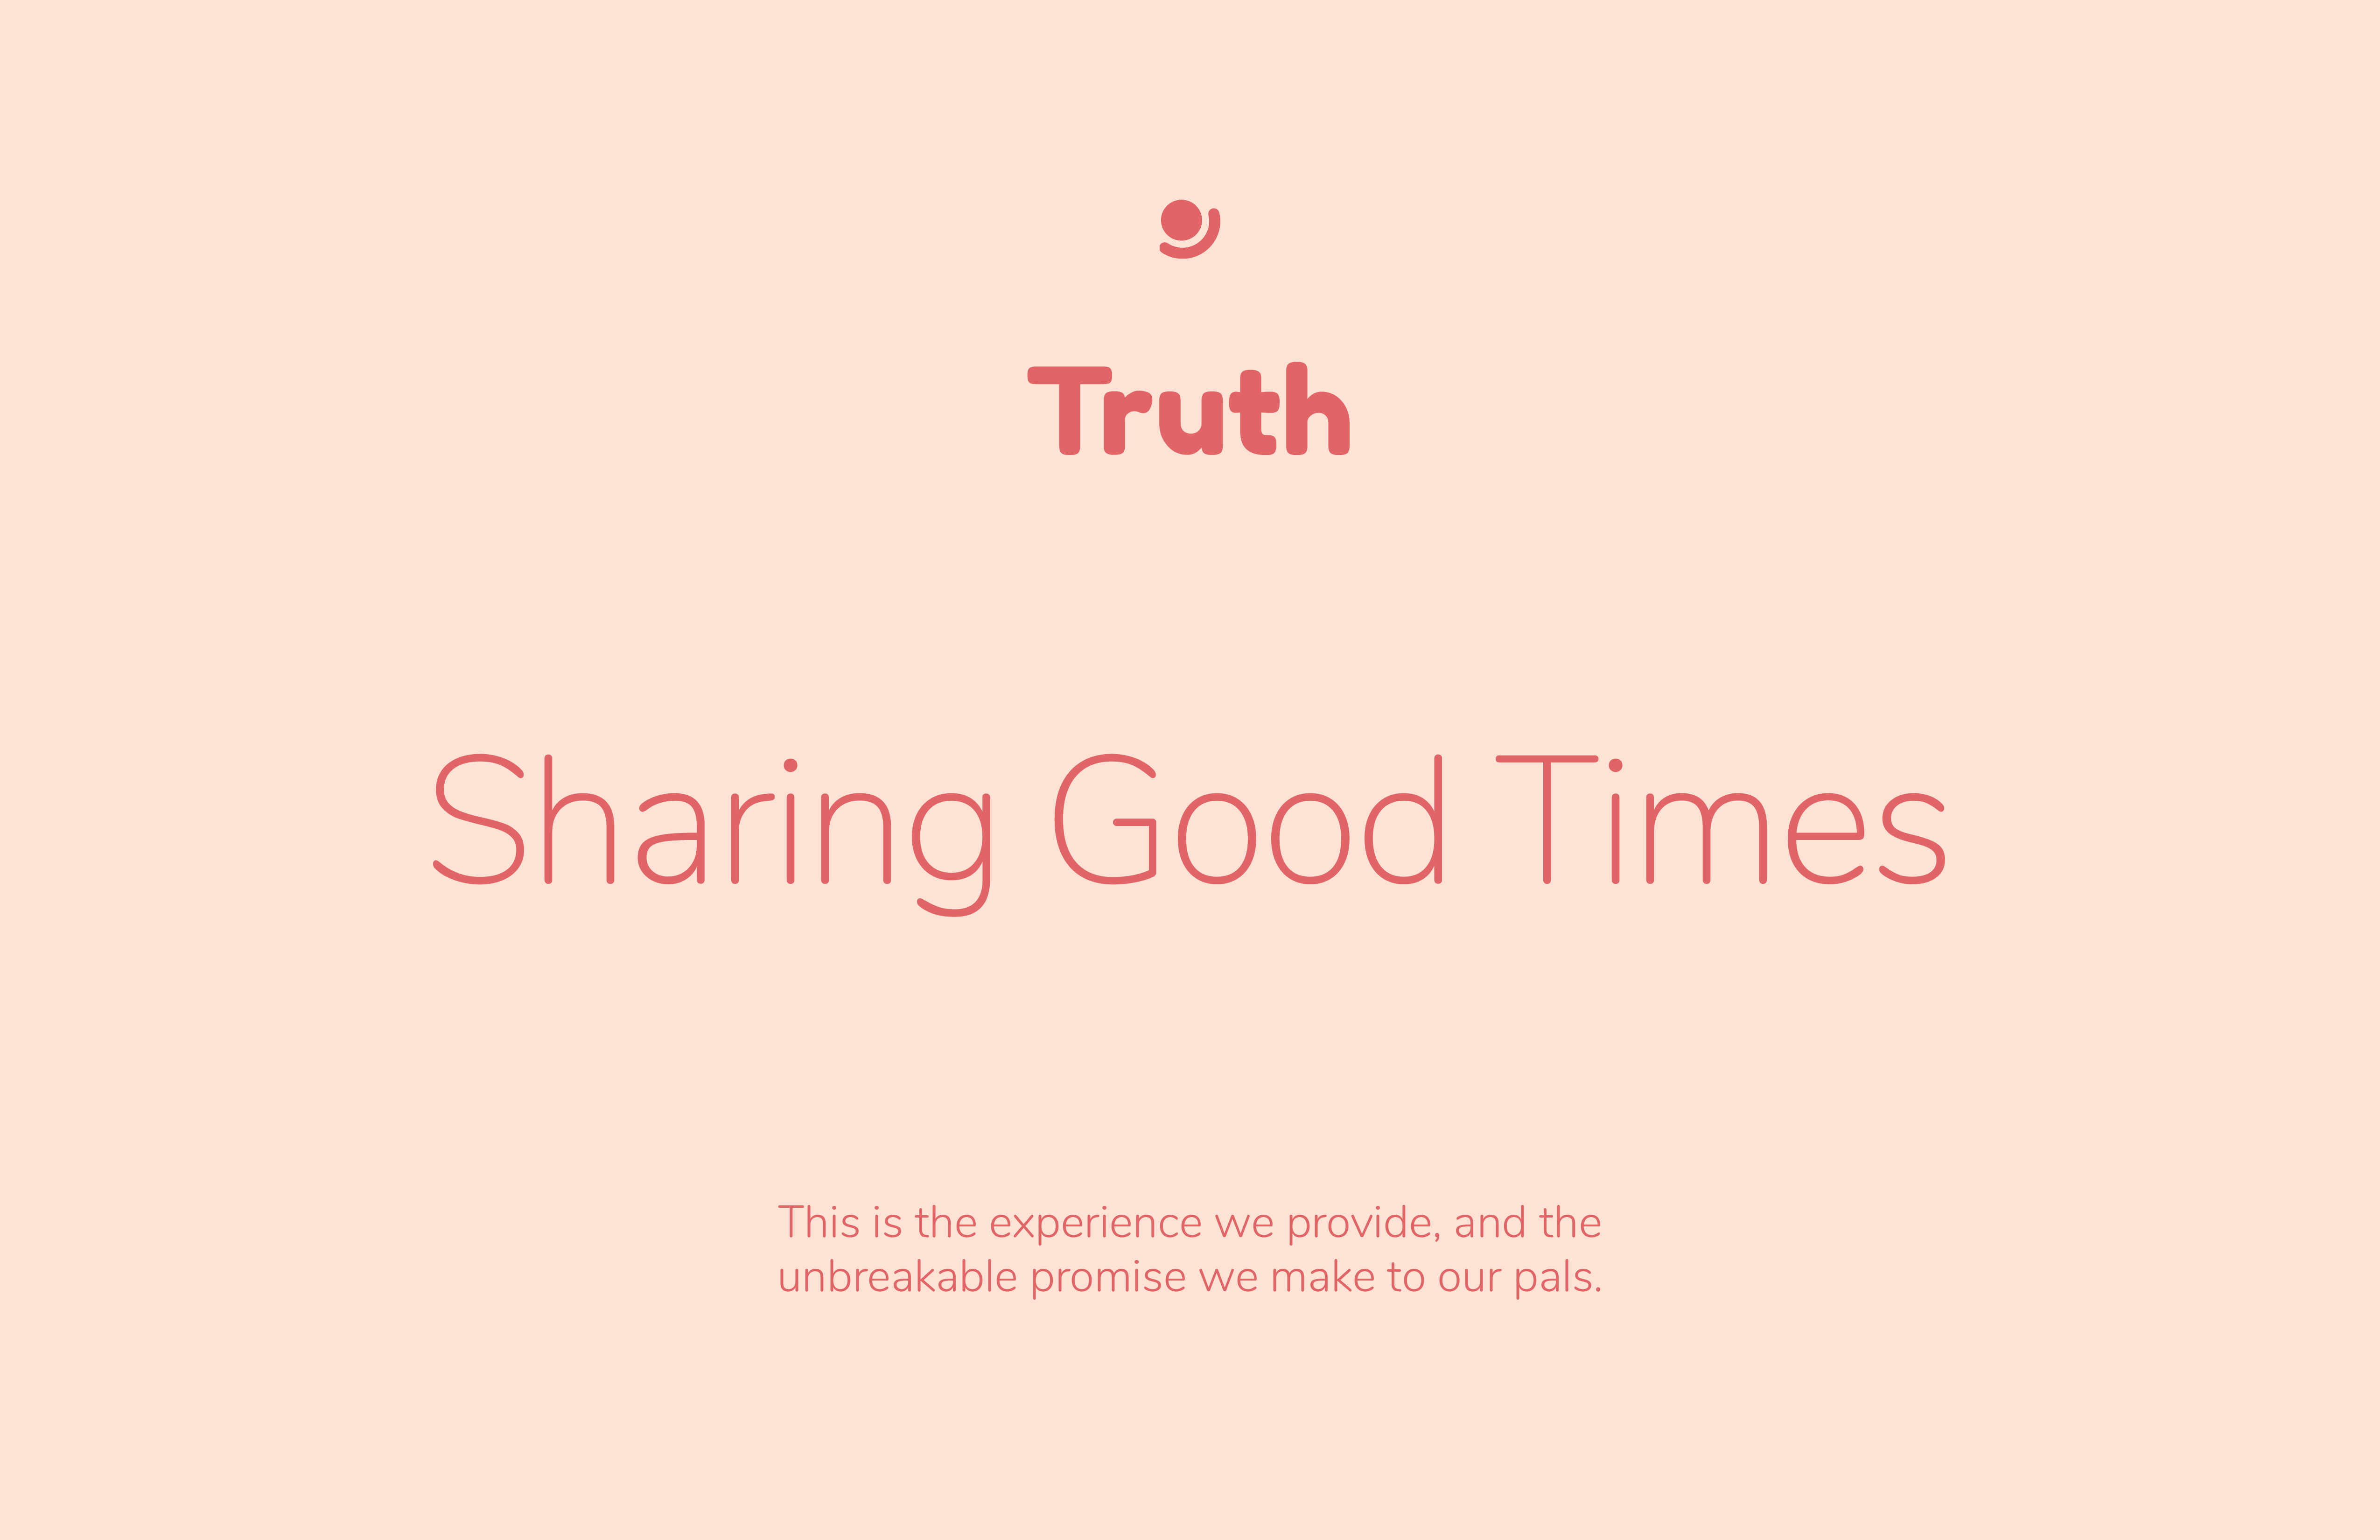 Truth
Sharing Good Times
This is the experience we provide, and the
unbreakable promise we make to our pals.